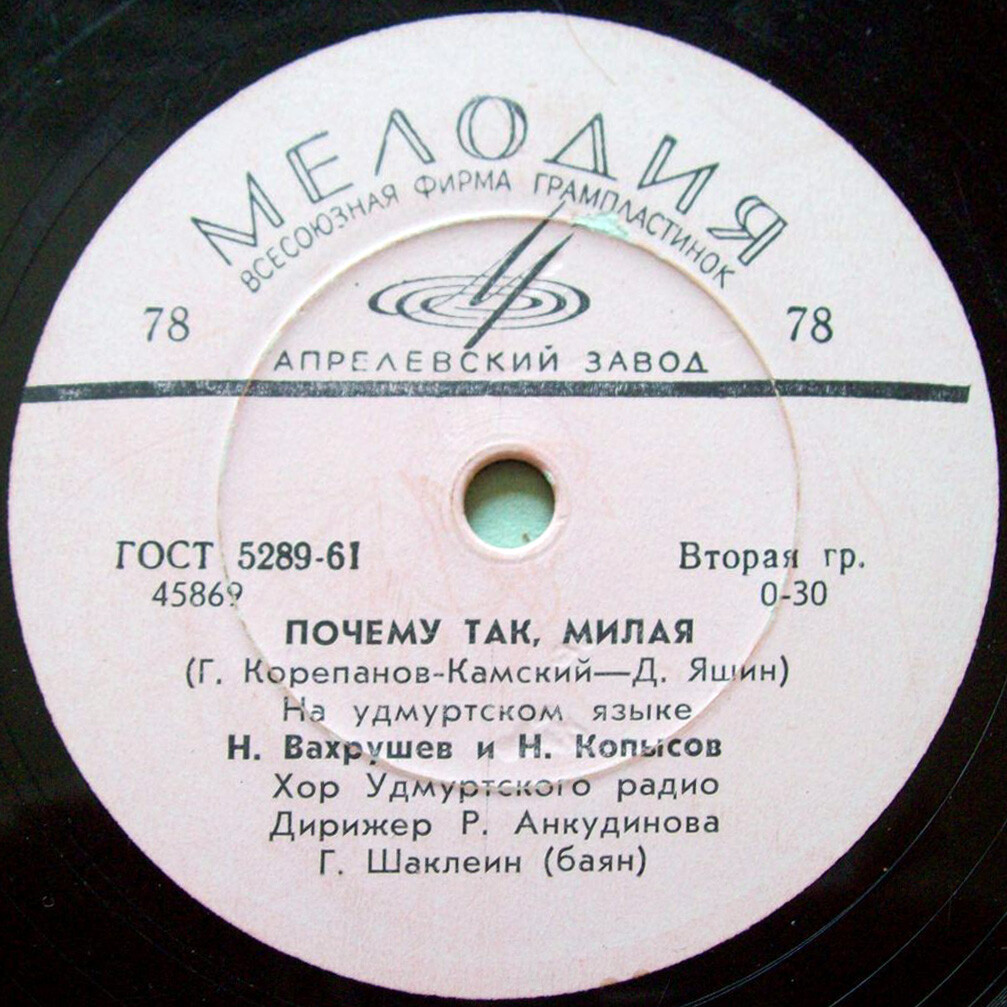 МЕЛОДИЯ
ВСЕСОЮЗНАЯ ФИРМА ГРАМПЛАСТИНОК
78 78
АПРЕЛЕВСКИЙ ЗАВОД
ГОСТ 5289-61 Вторая гр.
45869 0-30
ПОЧЕМУ ТАК, МИЛАЯ
(Г. Корепанов-Камский—Д. Яшин)
На удмуртском языке
Н. Вахрушев и Н. Копысов
Хор Удмуртского радио
Дирижер Р. Анкудинова
Г. Шаклеин (баян)